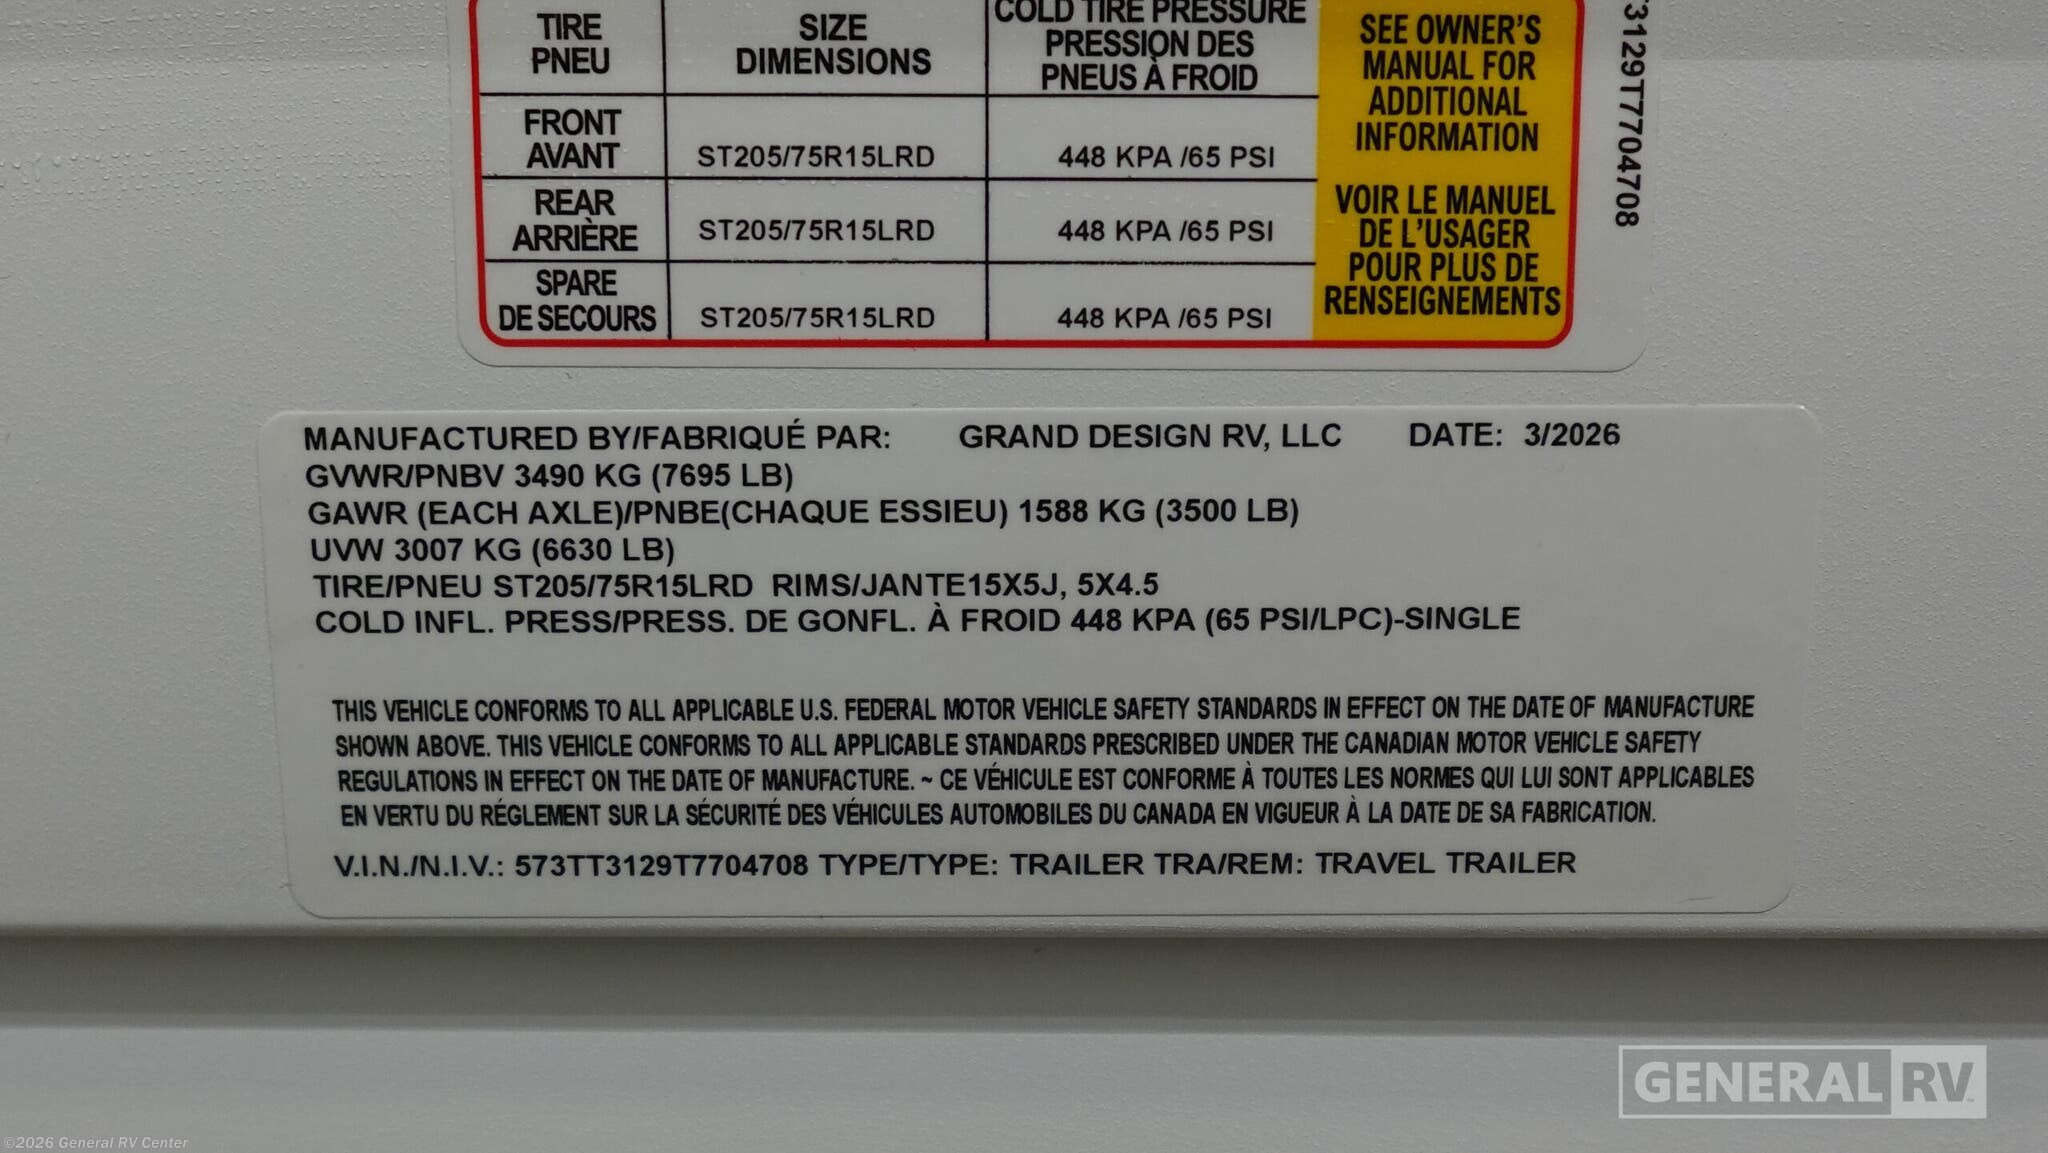 TIRE
PNEU
SIZE
DIMENSIONS
COLD TIRE PRESSURE
PRESSION DES
PNEUS À FROID
FRONT
AVANT
ST205/75R15LRD
448 KPA /65 PSI
REAR
ARRIÈRE
ST205/75R15LRD
448 KPA /65 PSI
SPARE
DE SECOURS
ST205/75R15LRD
448 KPA /65 PSI
SEE OWNER'S
MANUAL FOR
ADDITIONAL
INFORMATION
VOIR LE MANUEL
DE L'USAGER
POUR PLUS DE
RENSEIGNEMENTS
3129T7704708
MANUFACTURED BY/FABRIQUÉ PAR: GRAND DESIGN RV, LLC DATE: 3/2026
GVWR/PNBV 3490 KG (7695 LB)
GAWR (EACH AXLE)/PNBE(CHAQUE ESSIEU) 1588 KG (3500 LB)
UVW 3007 KG (6630 LB)
TIRE/PNEU ST205/75R15LRD RIMS/JANTE15X5J, 5X4.5
COLD INFL. PRESS/PRESS. DE GONFL. À FROID 448 KPA (65 PSI/LPC)-SINGLE
THIS VEHICLE CONFORMS TO ALL APPLICABLE U.S. FEDERAL MOTOR VEHICLE SAFETY STANDARDS IN EFFECT ON THE DATE OF MANUFACTURE
SHOWN ABOVE. THIS VEHICLE CONFORMS TO ALL APPLICABLE STANDARDS PRESCRIBED UNDER THE CANADIAN MOTOR VEHICLE SAFETY
REGULATIONS IN EFFECT ON THE DATE OF MANUFACTURE. ~ CE VÉHICULE EST CONFORME À TOUTES LES NORMES QUI LUI SONT APPLICABLES
EN VERTU DU RÉGLEMENT SUR LA SÉCURITÉ DES VÉHICULES AUTOMOBILES DU CANADA EN VIGUEUR À LA DATE DE SA FABRICATION.
V.I.N./N.I.V.: 573TT3129T7704708 TYPE/TYPE: TRAILER TRA/REM: TRAVEL TRAILER
GENERAL RV
©2026 General RV Center